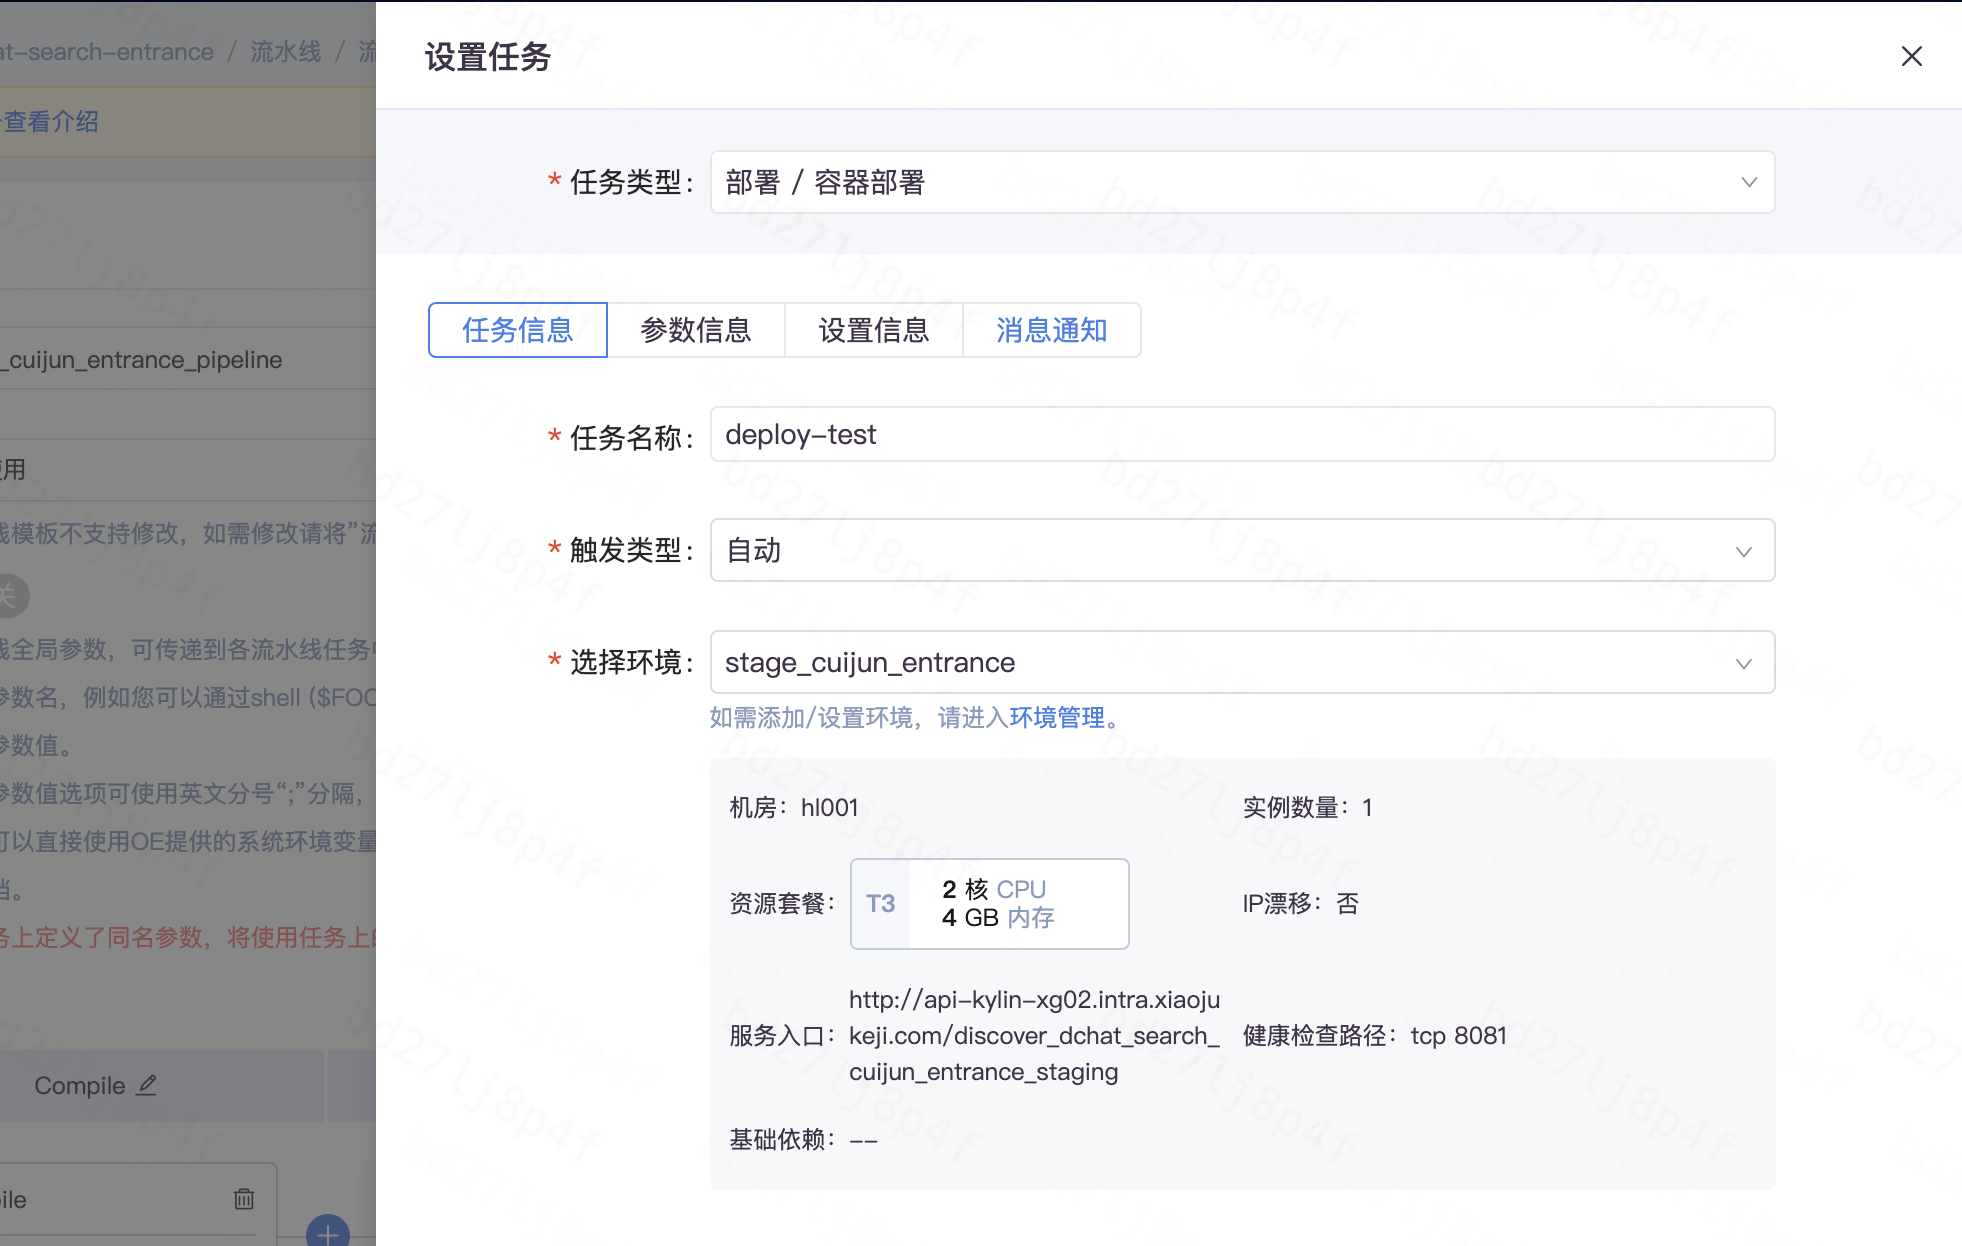 at-search-entrance / 流水线 / 流
查看介绍
_cuijun_entrance_pipeline
使用
线模板不支持修改，如需修改请将”流
关
线全局参数，可传递到各流水线任务中
参数名，例如您可以通过shell ($FOO
参数值。
参数值选项可使用英文分号“;”分隔，
可以直接使用OE提供的系统环境变量
档。
务上定义了同名参数，将使用任务上的
Compile
ile
设置任务
* 任务类型： 部署 / 容器部署
任务信息 参数信息 设置信息 消息通知
* 任务名称： deploy-test
* 触发类型： 自动
* 选择环境： stage_cuijun_entrance
如需添加/设置环境，请进入环境管理。
机房： hl001 实例数量： 1
资源套餐： T3 2 核 CPU
4 GB 内存
IP漂移： 否
服务入口： http://api-kylin-xg02.intra.xiaoju
keji.com/discover_dchat_search_
cuijun_entrance_staging
健康检查路径： tcp 8081
基础依赖： --
bd27lj8p4f